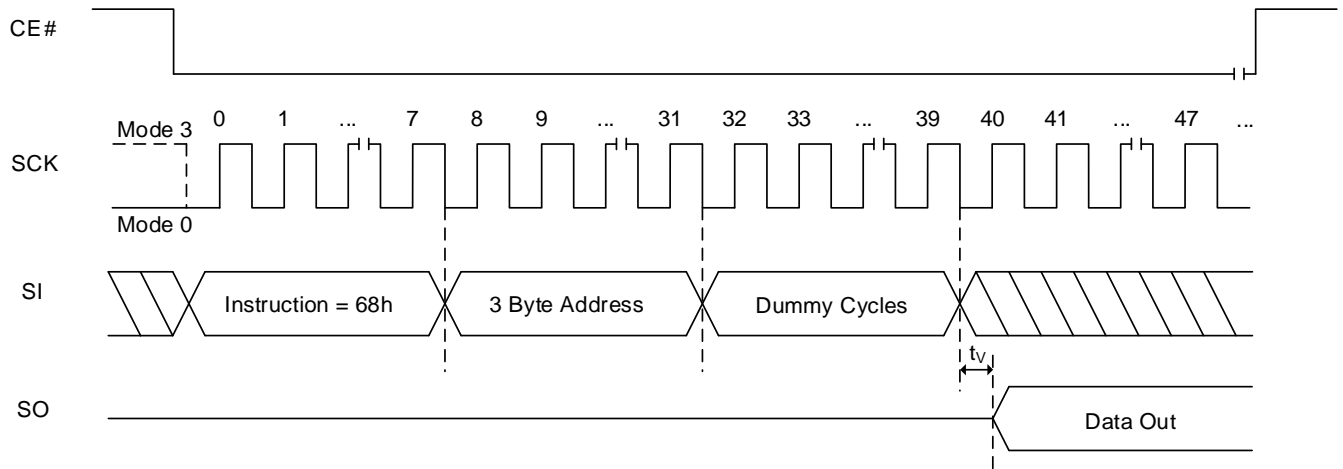 CE#
0 1 ... 7 8 9 ... 31 32 33 ... 39 40 41 ... 47 ...
Mode 3
SCK
Mode 0
SI
Instruction = 68h
3 Byte Address
Dummy Cycles
tV
SO
Data Out